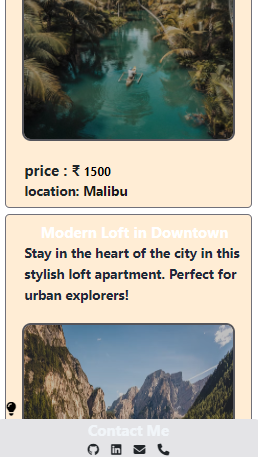 price : ₹ 1500
location: Malibu
Modern Loft in Downtown
Stay in the heart of the city in this
stylish loft apartment. Perfect for
urban explorers!
Contact Me